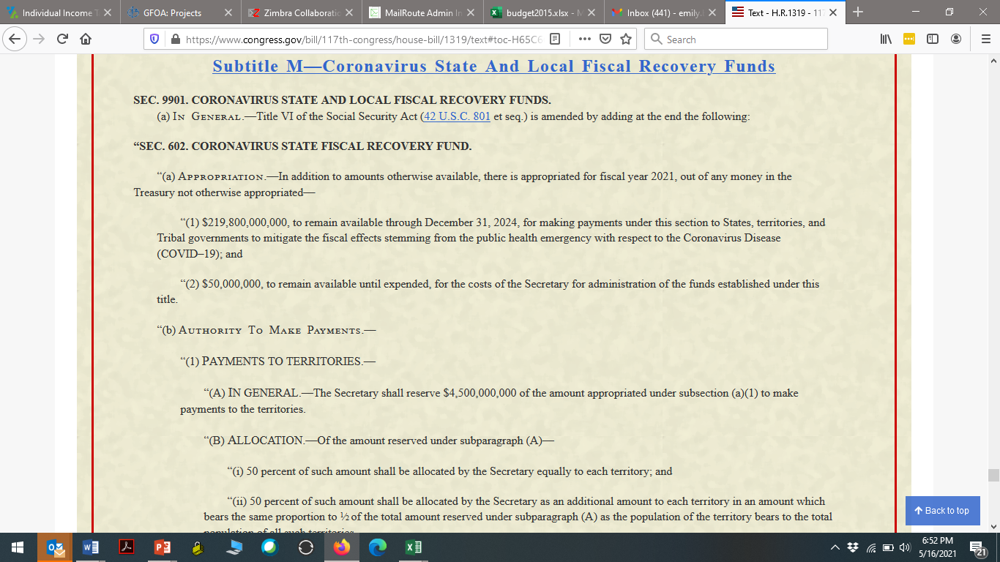 Individual Income T
GFOA: Projects
Zimbra Collaboratio
MailRoute Admin In
budget2015.xlsx - M
Inbox (441) - emily.
Text - H.R.1319 - 117
https://www.congress.gov/bill/117th-congress/house-bill/1319/text#toc-H65C6
Search
Subtitle M—Coronavirus State And Local Fiscal Recovery Funds
SEC. 9901. CORONAVIRUS STATE AND LOCAL FISCAL RECOVERY FUNDS.
(a) IN GENERAL.—Title VI of the Social Security Act (42 U.S.C. 801 et seq.) is amended by adding at the end the following:
“SEC. 602. CORONAVIRUS STATE FISCAL RECOVERY FUND.
“(a) APPROPRIATION.—In addition to amounts otherwise available, there is appropriated for fiscal year 2021, out of any money in the
Treasury not otherwise appropriated—
“(1) $219,800,000,000, to remain available through December 31, 2024, for making payments under this section to States, territories, and
Tribal governments to mitigate the fiscal effects stemming from the public health emergency with respect to the Coronavirus Disease
(COVID–19); and
“(2) $50,000,000, to remain available until expended, for the costs of the Secretary for administration of the funds established under this
title.
“(b) AUTHORITY TO MAKE PAYMENTS.—
“(1) PAYMENTS TO TERRITORIES.—
“(A) IN GENERAL.—The Secretary shall reserve $4,500,000,000 of the amount appropriated under subsection (a)(1) to make
payments to the territories.
“(B) ALLOCATION.—Of the amount reserved under subparagraph (A)—
“(i) 50 percent of such amount shall be allocated by the Secretary equally to each territory; and
“(ii) 50 percent of such amount shall be allocated by the Secretary as an additional amount to each territory in an amount which
bears the same proportion to ½ of the total amount reserved under subparagraph (A) as the population of the territory bears to the total
population of all such territories.
Back to top
6:52 PM
5/16/2021
21